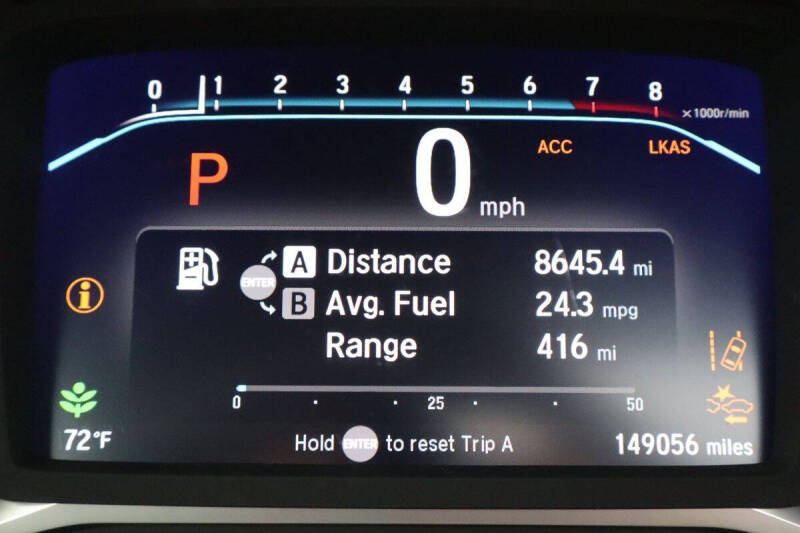 0 1 2 3 4 5 6 7 8 x1000r/min
ACC LKAS
P 0 mph
A Distance 8645.4 mi
ENTER
B Avg. Fuel 24.3 mpg
Range 416 mi
i
0 25 50
72°F Hold ENTER to reset Trip A 149056 miles